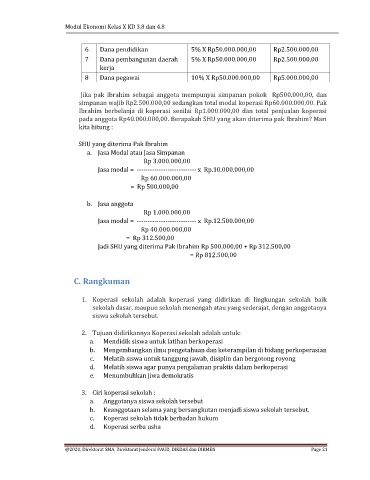 Modul Ekonomi Kelas X KD 3.8 dan 4.8
6 Dana pendidikan 5% X Rp50.000.000,00 Rp2.500.000,00
7 Dana pembangunan daerah kerja 5% X Rp50.000.000,00 Rp2.500.000,00
8 Dana pegawai 10% X Rp50.000.000,00 Rp5.000.000,00
Jika pak Ibrahim sebagai anggota mempunyai simpanan pokok Rp500.000,00, dan
simpanan wajib Rp2.500.000,00 sedangkan total modal koperasi Rp60.000.000,00. Pak
Ibrahim berbelanja di koperasi senilai Rp1.000.000,00 dan total penjualan koperasi
pada anggota Rp40.000.000,00. Berapakah SHU yang akan diterima pak Ibrahim? Mari
kita hitung :
SHU yang diterima Pak Ibrahim
a. Jasa Modal atau Jasa Simpanan
Rp 3.000.000,00
Jasa modal = --------------------------- x Rp.10.000.000,00
Rp 60.000.000,00
= Rp 500.000,00
b. Jasa anggota
Rp 1.000.000,00
Jasa modal = --------------------------- x Rp.12.500.000,00
Rp 40.000.000,00
= Rp 312.500,00
Jadi SHU yang diterima Pak Ibrahim Rp 500.000,00 + Rp 312.500,00
= Rp 812.500,00
C. Rangkuman
1. Koperasi sekolah adalah koperasi yang didirikan di lingkungan sekolah baik
sekolah dasar, maupun sekolah menengah atau yang sederajat, dengan anggotanya
siswa sekolah tersebut.
2. Tujuan didirikannya Koperasi sekolah adalah untuk:
a. Mendidik siswa untuk latihan berkoperasi
b. Mengembangkan ilmu pengetahuan dan keterampilan di bidang perkoperasian
c. Melatih siswa untuk tanggung jawab, disiplin dan bergotong royong
d. Melatih siswa agar punya pengalaman praktis dalam berkoperasi
e. Menumbuhkan jiwa demokratis
3. Ciri koperasi sekolah :
a. Anggotanya siswa sekolah tersebut
b. Keanggotaan selama yang bersangkutan menjadi siswa sekolah tersebut.
c. Koperasi sekolah tidak berbadan hukum
d. Koperasi serba usha
@2020, Direktorat SMA, Direktorat Jenderal PAUD, DIKDAS dan DIKMEN Page 21